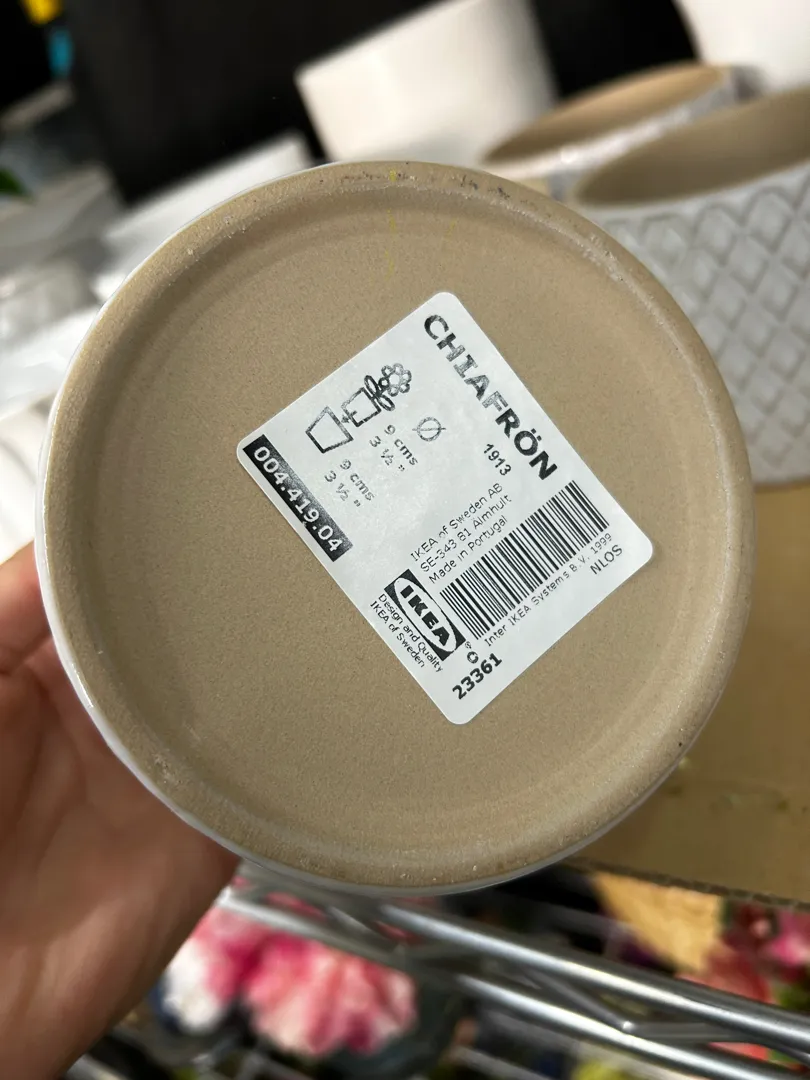 CHIAFRÖN
1913
Ø
9 cms
3 ½ "
9 cms
3 ½ "
004.419.04
IKEA of Sweden AB
SE-343 81 Älmhult
Made in Portugal
IKEA ®
Design and Quality
IKEA of Sweden
© Inter IKEA Systems B.V. 1999
23361
NLOS